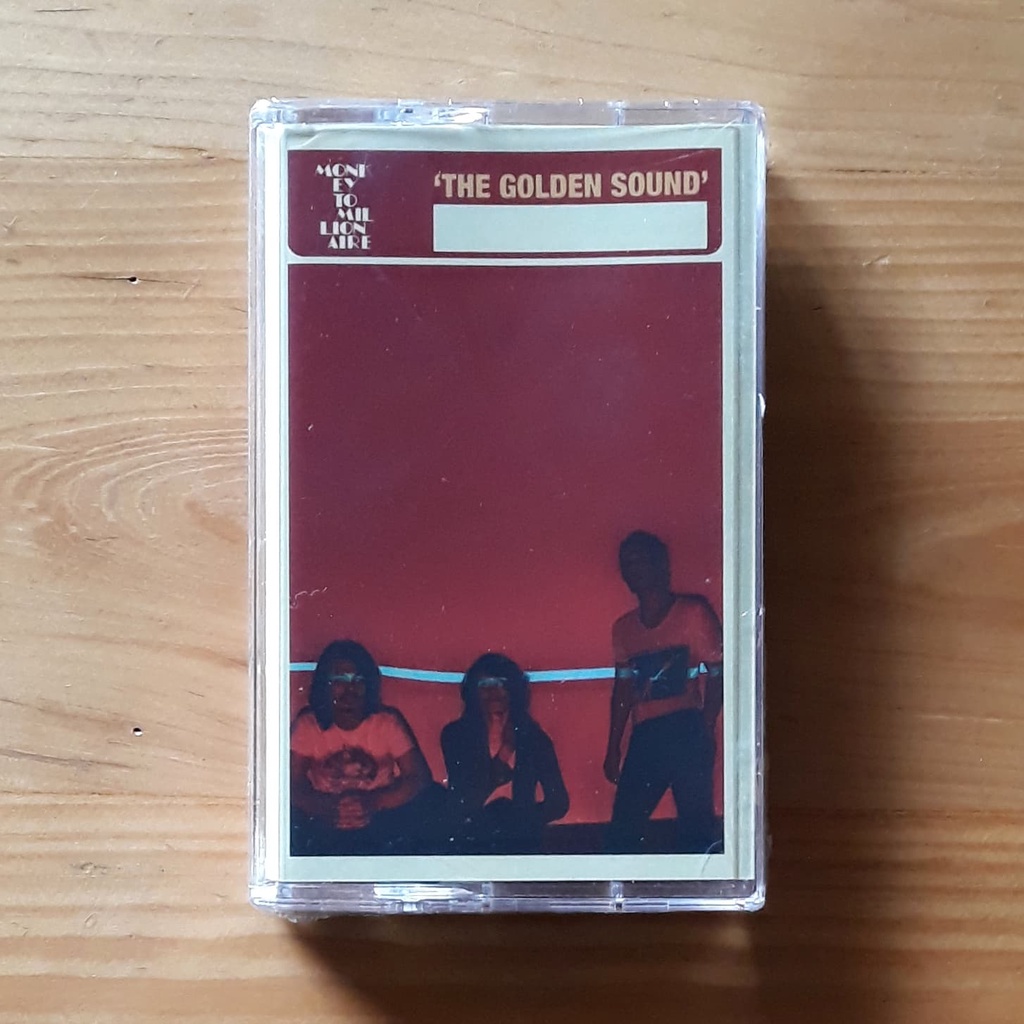 MONK
EY
TO
MIL
LION
AIRE
'THE GOLDEN SOUND'